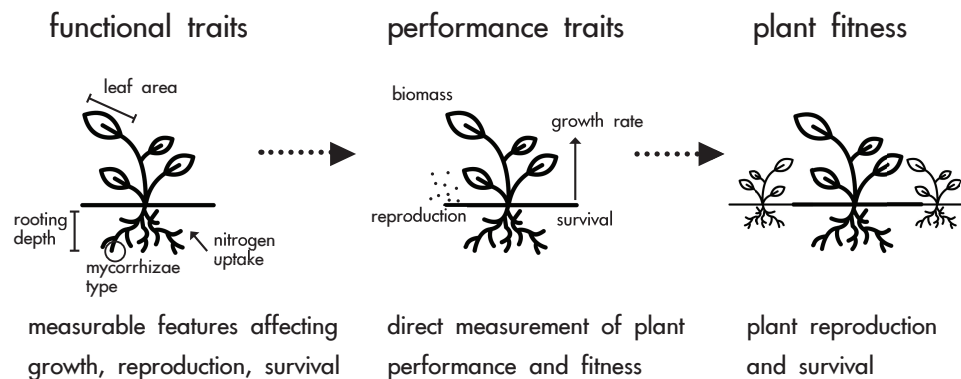 functional traits
performance traits
plant fitness
leaf area
rooting
depth
mycorrhizae
type
nitrogen
uptake
biomass
growth rate
reproduction
survival
measurable features affecting
growth, reproduction, survival
direct measurement of plant
performance and fitness
plant reproduction
and survival